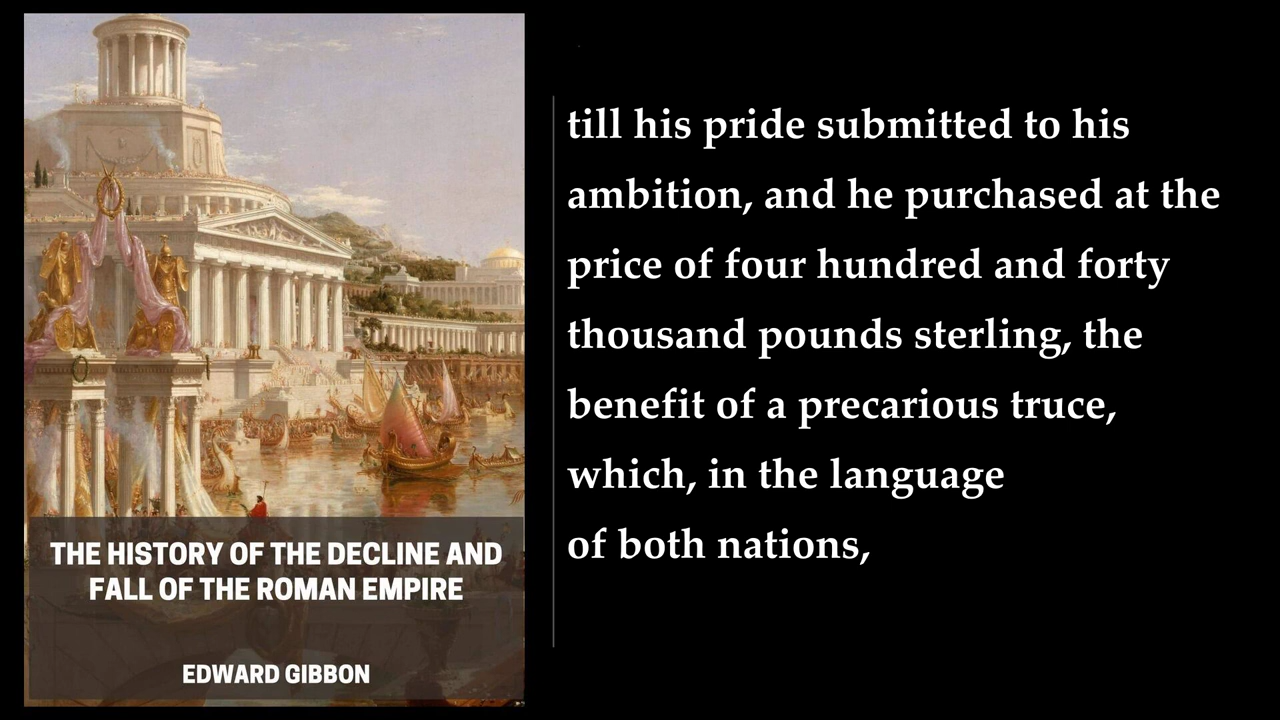 THE HISTORY OF THE DECLINE AND
FALL OF THE ROMAN EMPIRE
EDWARD GIBBON
till his pride submitted to his
ambition, and he purchased at the
price of four hundred and forty
thousand pounds sterling, the
benefit of a precarious truce,
which, in the language
of both nations,